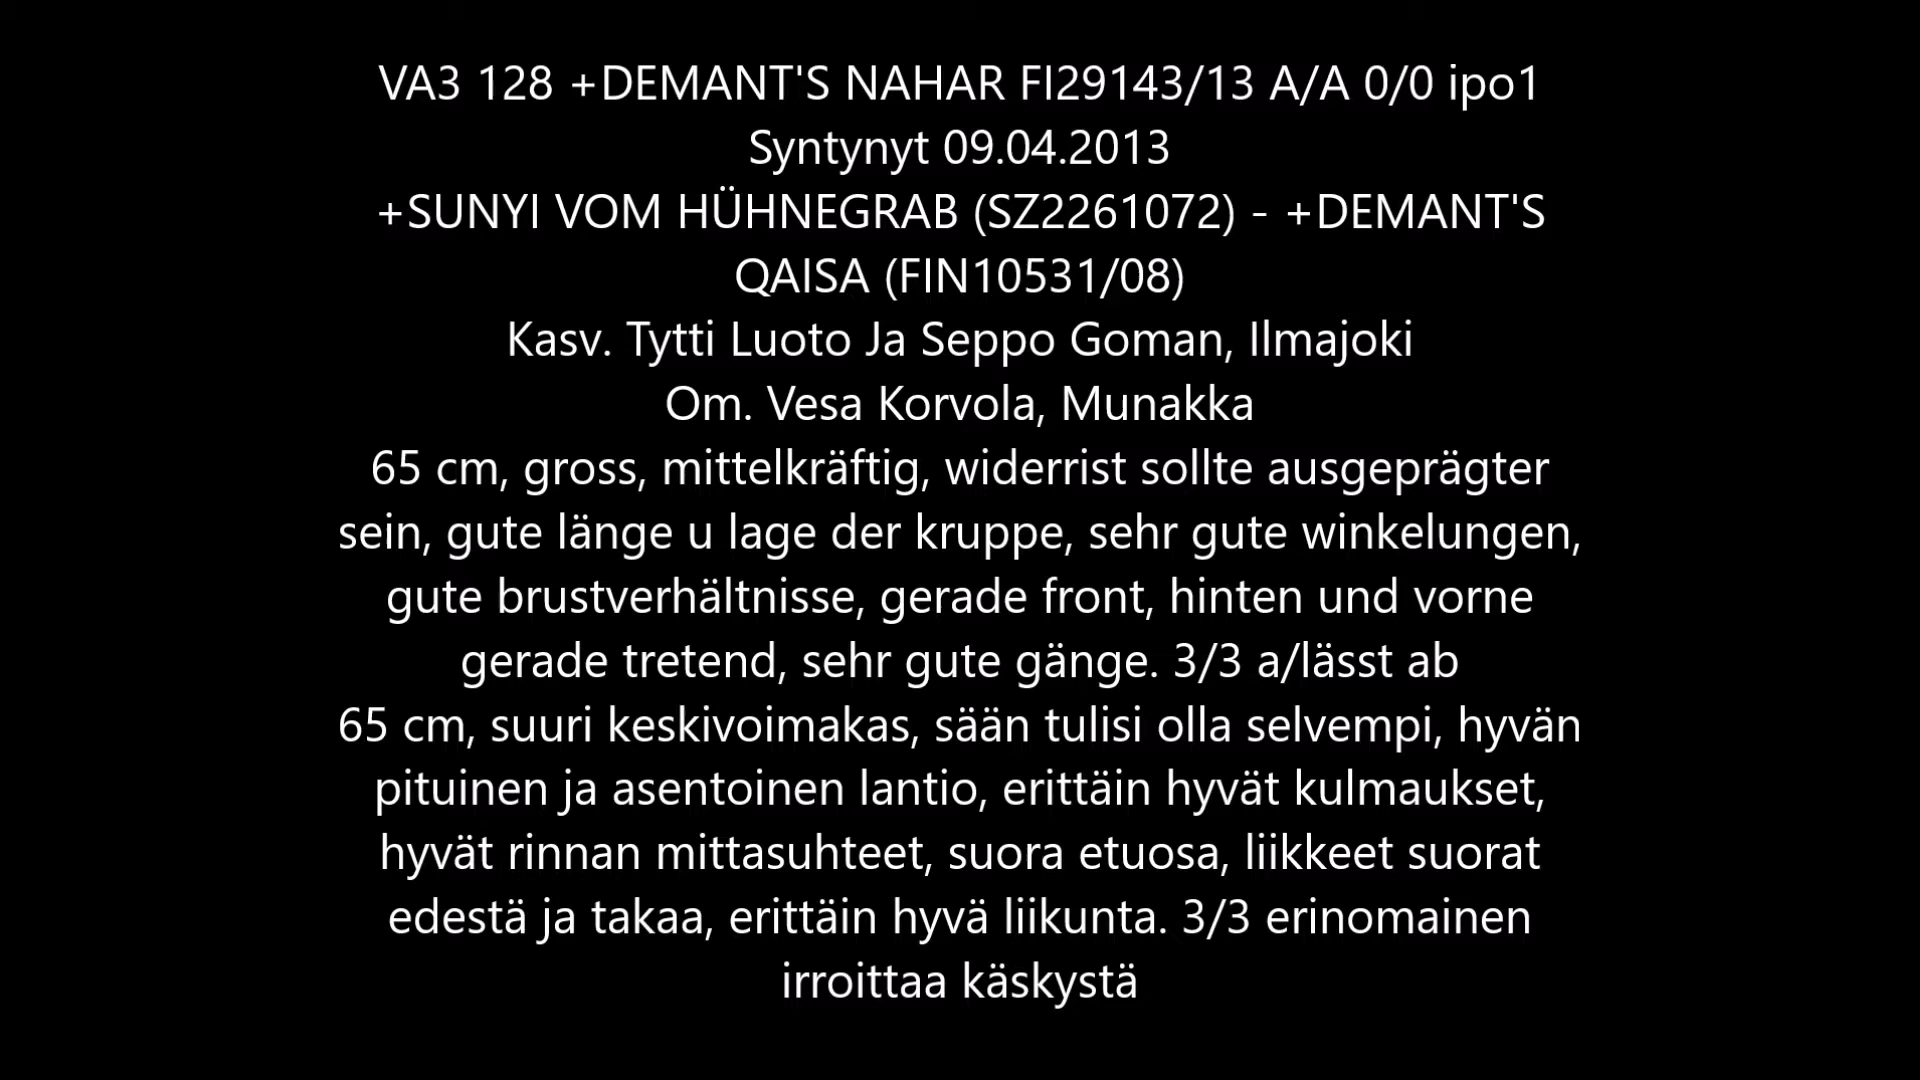 VA3 128 +DEMANT'S NAHAR FI29143/13 A/A 0/0 ipo1
Syntynyt 09.04.2013
+SUNYI VOM HÜHNEGRAB (SZ2261072) - +DEMANT'S
QAISA (FIN10531/08)
Kasv. Tytti Luoto Ja Seppo Goman, Ilmajoki
Om. Vesa Korvola, Munakka
65 cm, gross, mittelkräftig, widerrist sollte ausgeprägter
sein, gute länge u lage der kruppe, sehr gute winkelungen,
gute brustverhältnisse, gerade front, hinten und vorne
gerade tretend, sehr gute gänge. 3/3 a/lässt ab
65 cm, suuri keskivoimakas, sään tulisi olla selvempi, hyvän
pituinen ja asentoinen lantio, erittäin hyvät kulmaukset,
hyvät rinnan mittasuhteet, suora etuosa, liikkeet suorat
edestä ja takaa, erittäin hyvä liikunta. 3/3 erinomainen
irroittaa käskystä